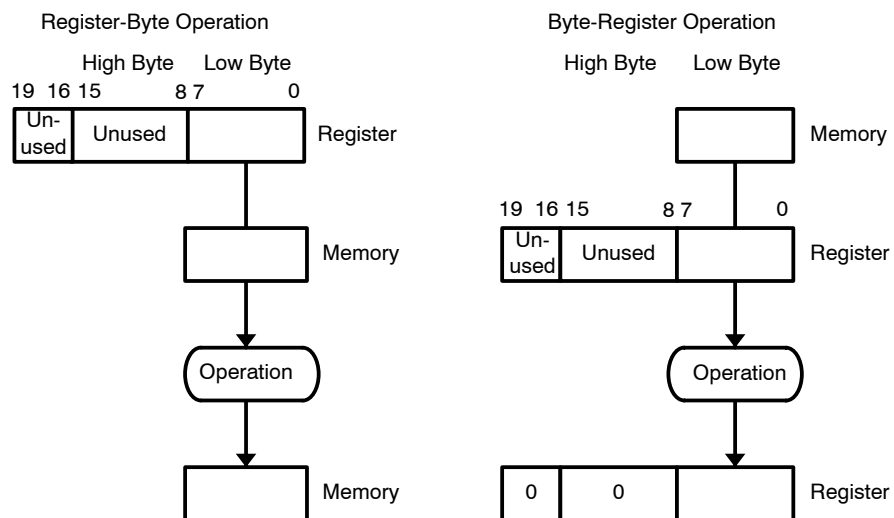 Register-Byte Operation
High Byte Low Byte
19 16 15 8 7 0
Un-
used
Unused
Register
Memory
Operation
Memory
Byte-Register Operation
High Byte Low Byte
Memory
19 16 15 8 7 0
Un-
used
Unused
Register
Operation
0 0
Register